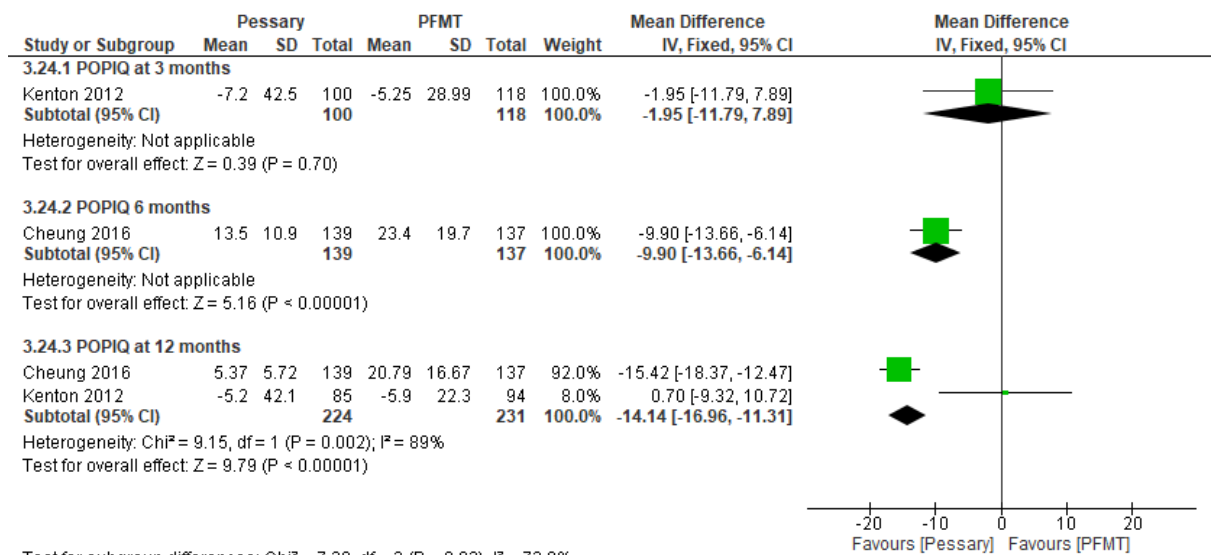 Pessary PFMT Mean Difference Mean Difference
Study or Subgroup Mean SD Total Mean SD Total Weight IV, Fixed, 95% CI IV, Fixed, 95% CI
3.24.1 POPIQ at 3 months
Kenton 2012 -7.2 42.5 100 -5.25 28.99 118 100.0% -1.95 [-11.79, 7.89]
Subtotal (95% CI) 100 118 100.0% -1.95 [-11.79, 7.89]
Heterogeneity: Not applicable
Test for overall effect: Z = 0.39 (P = 0.70)
3.24.2 POPIQ 6 months
Cheung 2016 13.5 10.9 139 23.4 19.7 137 100.0% -9.90 [-13.66, -6.14]
Subtotal (95% CI) 139 137 100.0% -9.90 [-13.66, -6.14]
Heterogeneity: Not applicable
Test for overall effect: Z = 5.16 (P < 0.00001)
3.24.3 POPIQ at 12 months
Cheung 2016 5.37 5.72 139 20.79 16.67 137 92.0% -15.42 [-18.37, -12.47]
Kenton 2012 -5.2 42.1 85 -5.9 22.3 94 8.0% 0.70 [-9.32, 10.72]
Subtotal (95% CI) 224 231 100.0% -14.14 [-16.96, -11.31]
Heterogeneity: Chi² = 9.15, df = 1 (P = 0.002); I² = 89%
Test for overall effect: Z = 9.79 (P < 0.00001)
-20 -10 0 10 20
Favours [Pessary] Favours [PFMT]
Test for subgroup differences: Chi²